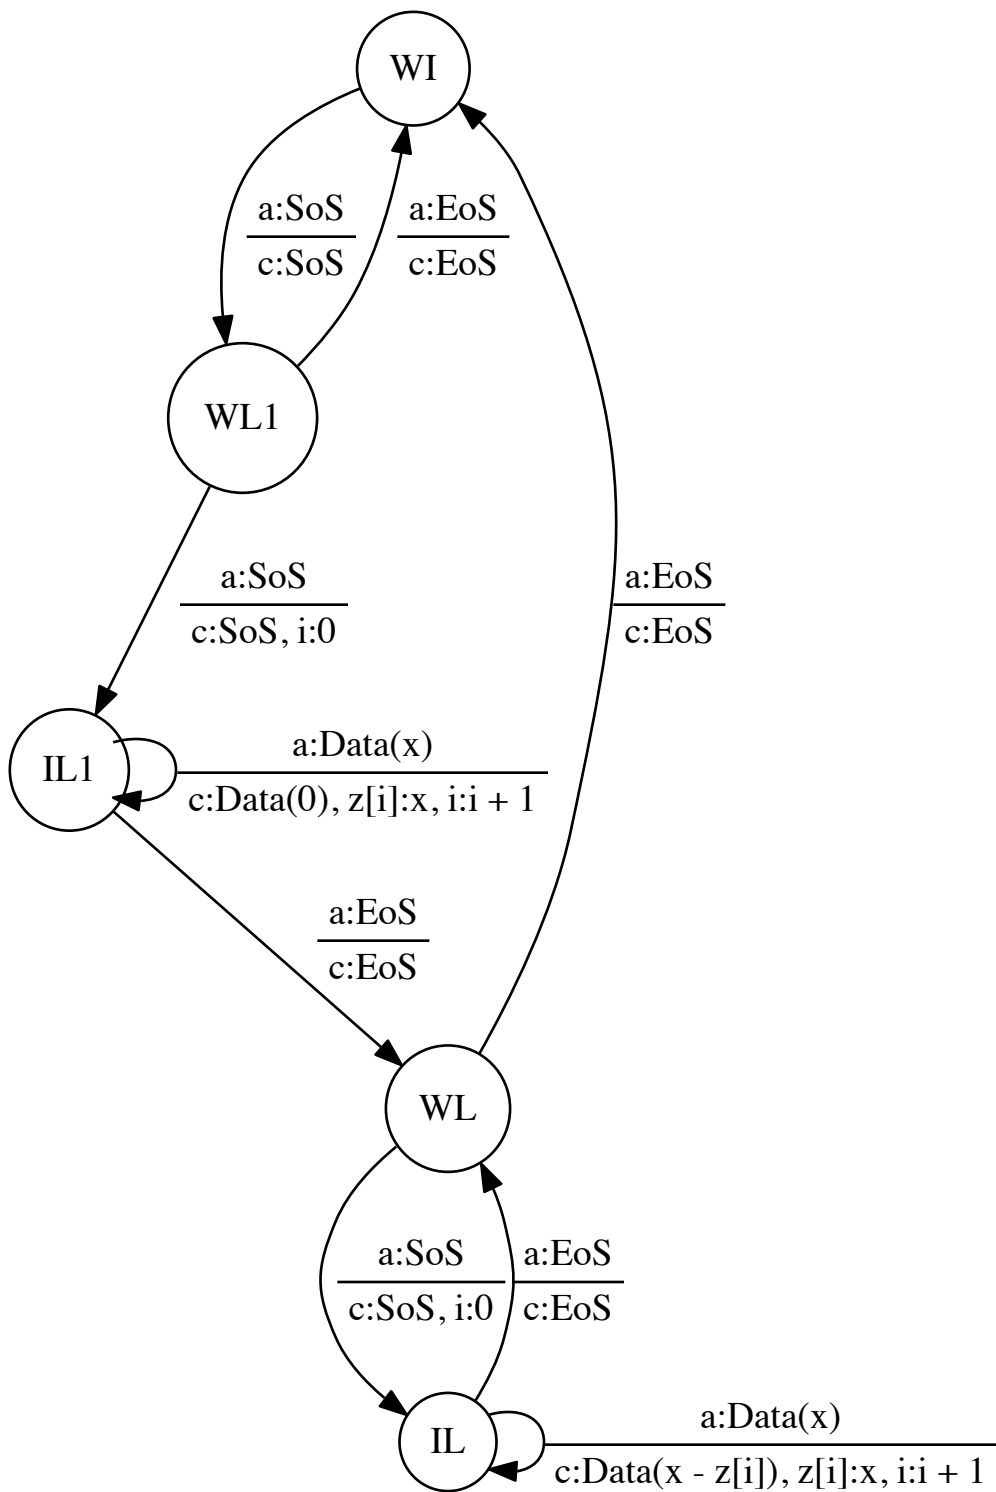 WI
a:SoS
c:SoS
a:EoS
c:EoS
WL1
a:SoS
c:SoS, i:0
a:EoS
c:EoS
IL1
a:Data(x)
c:Data(0), z[i]:x, i:i + 1
a:EoS
c:EoS
WL
a:SoS
c:SoS, i:0
a:EoS
c:EoS
IL
a:Data(x)
c:Data(x - z[i]), z[i]:x, i:i + 1